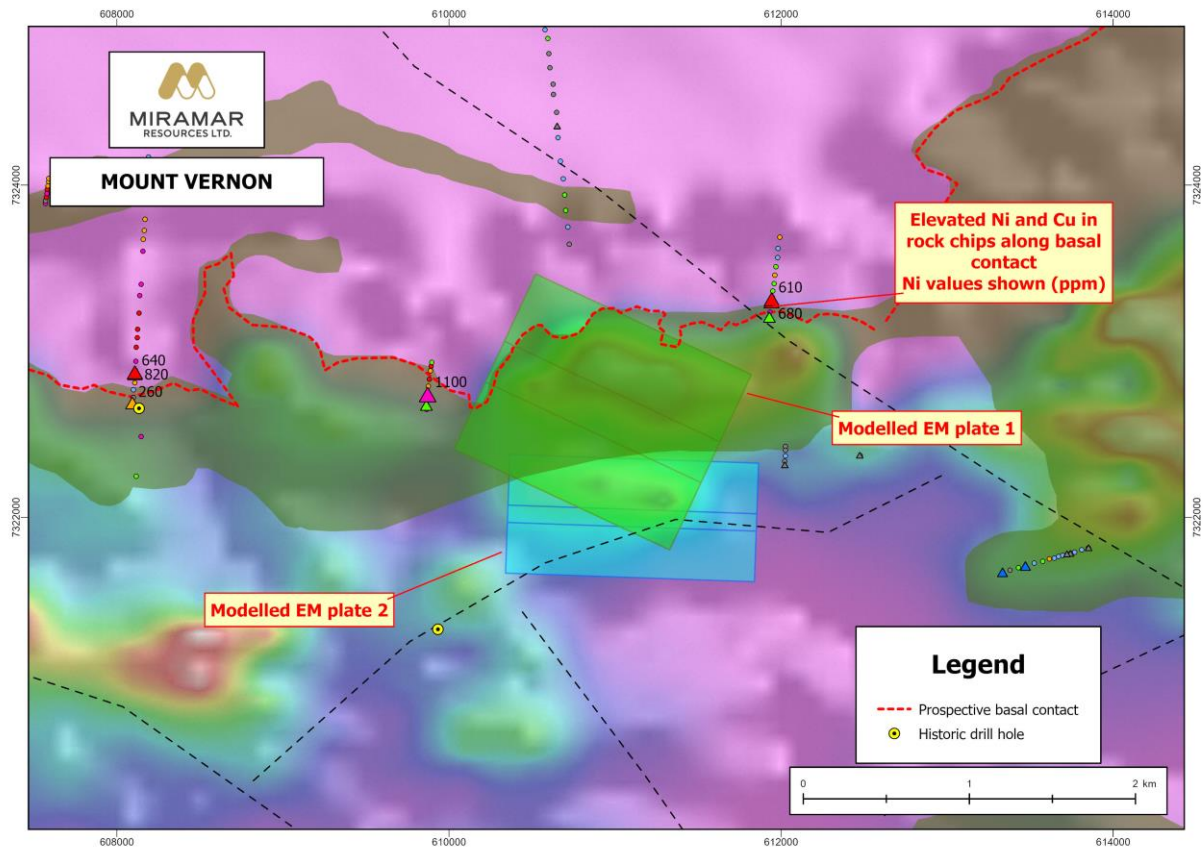 608000
610000
612000
614000
MIRAMAR
RESOURCES LTD.
MOUNT VERNON
7324000
7324000
Elevated Ni and Cu in
rock chips along basal
contact
Ni values shown (ppm)
610
680
640
820
260
1100
Modelled EM plate 1
7322000
7322000
Modelled EM plate 2
Legend
Prospective basal contact
Historic drill hole
0
1
2 km
608000
610000
612000
614000